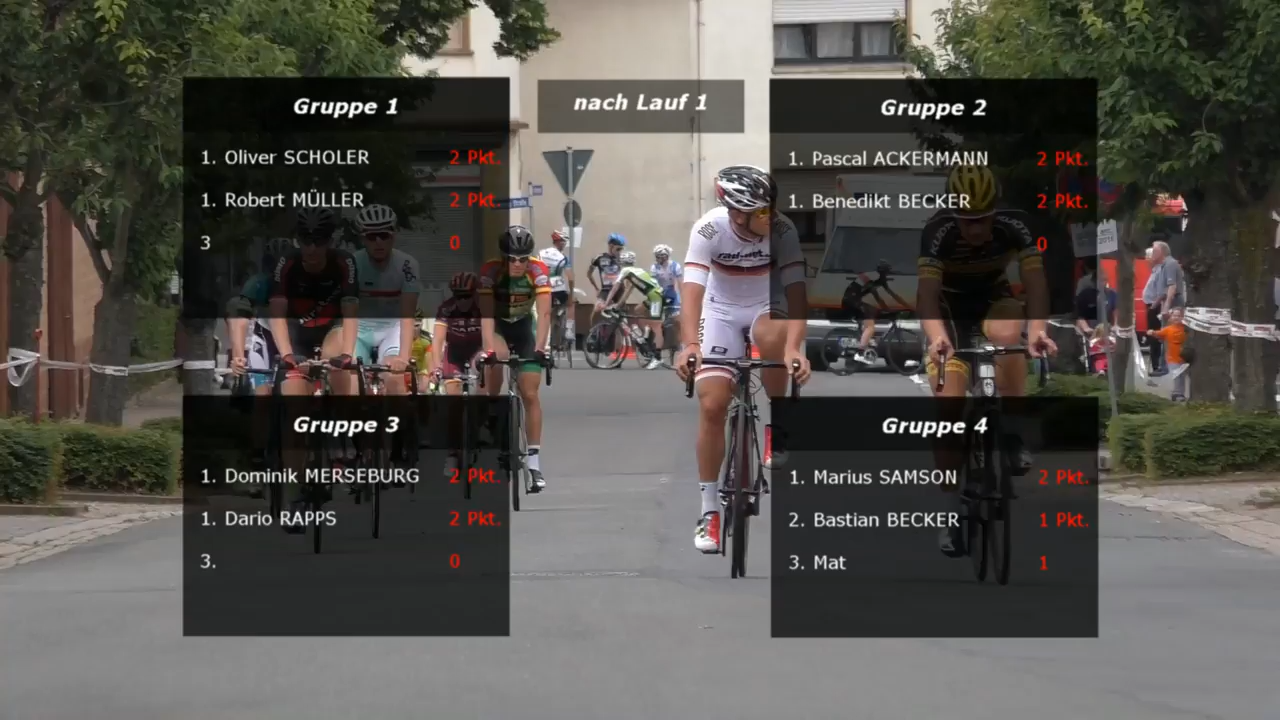 nach Lauf 1
Gruppe 1
1. Oliver SCHOLER 2 Pkt.
1. Robert MÜLLER 2 Pkt.
3 0
Gruppe 2
1. Pascal ACKERMANN 2 Pkt.
1. Benedikt BECKER 2 Pkt.
0
Gruppe 3
1. Dominik MERSEBURG 2 Pkt.
1. Dario RAPPS 2 Pkt.
3. 0
Gruppe 4
1. Marius SAMSON 2 Pkt.
2. Bastian BECKER 1 Pkt.
3. Mat 1
rad-net